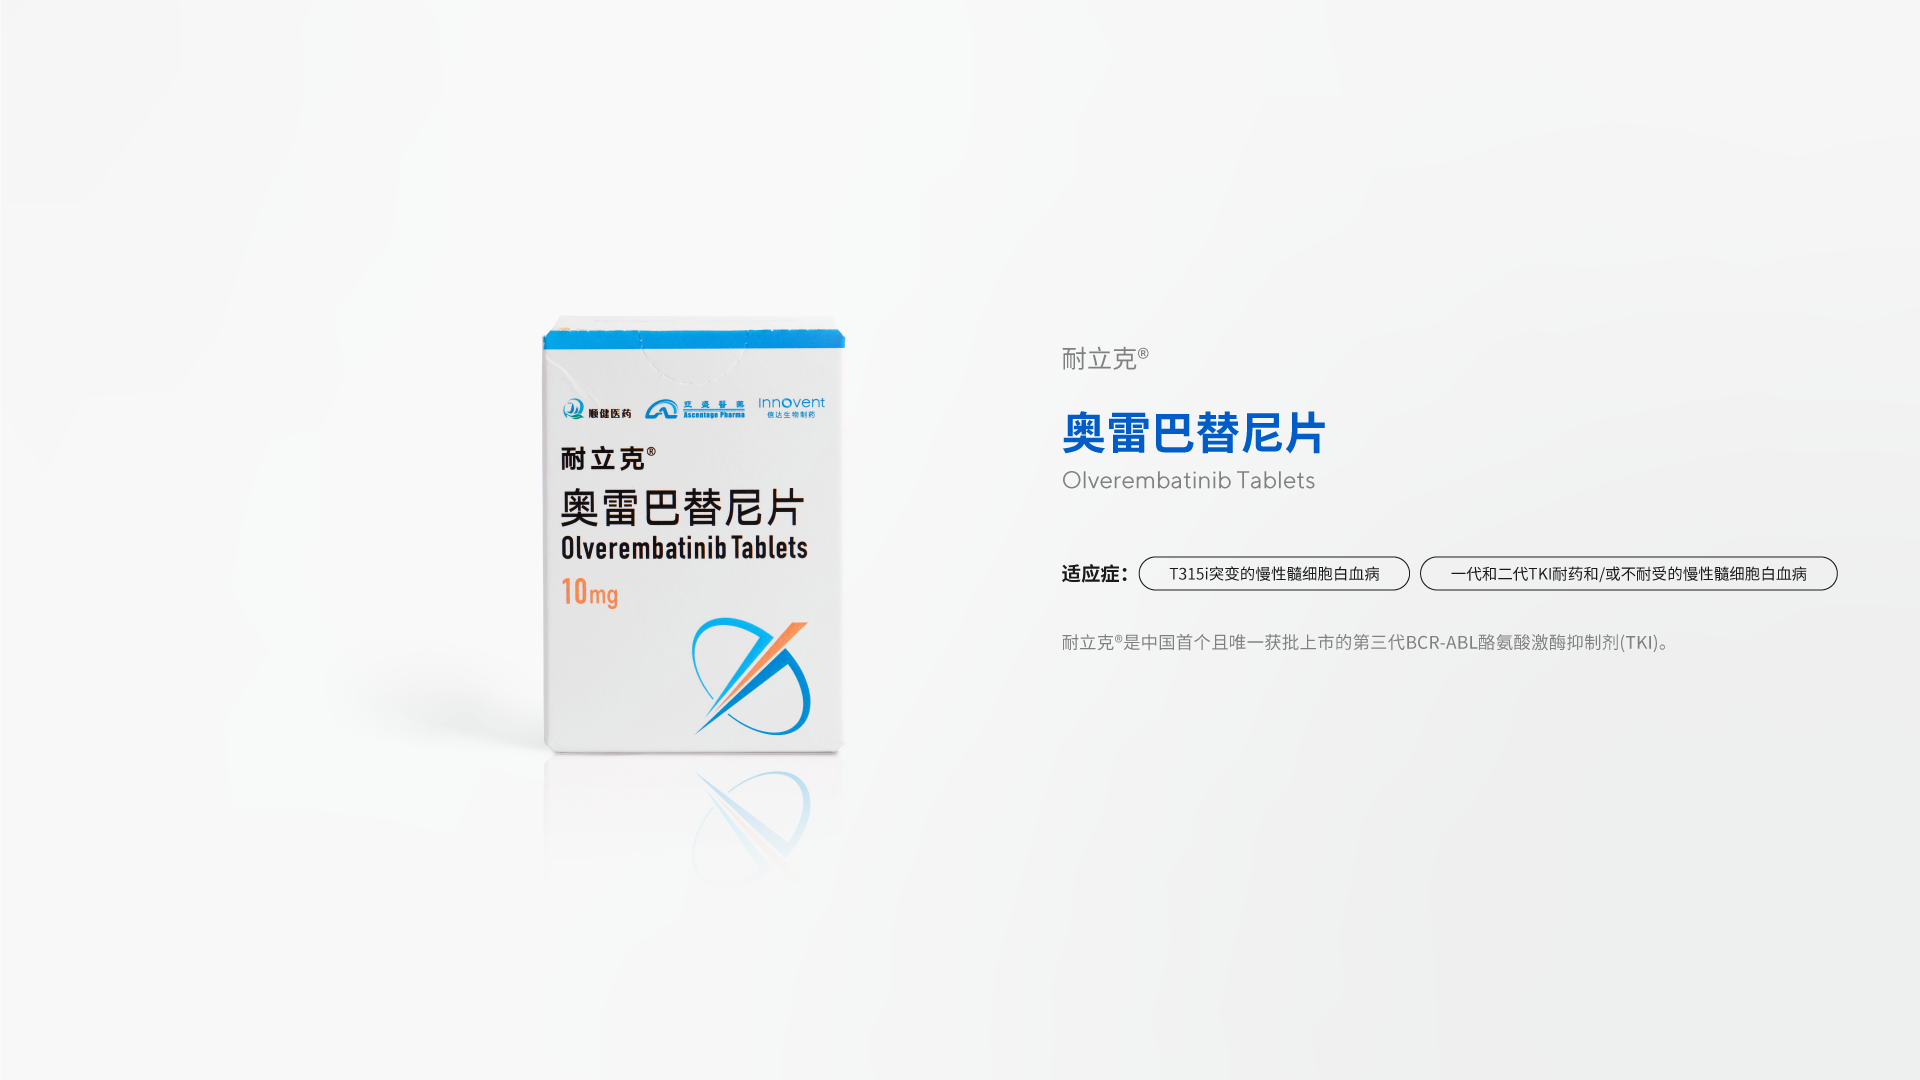 顺健医药
亞盛醫藥
Ascentage Pharma
Innovent
信达生物制药
耐立克®
奥雷巴替尼片
Olverembatinib Tablets
10mg
耐立克®
奥雷巴替尼片
Olverembatinib Tablets
适应症： T315i突变的慢性髓细胞白血病 一代和二代TKI耐药和/或不耐受的慢性髓细胞白血病
耐立克®是中国首个且唯一获批上市的第三代BCR-ABL酪氨酸激酶抑制剂(TKI)。